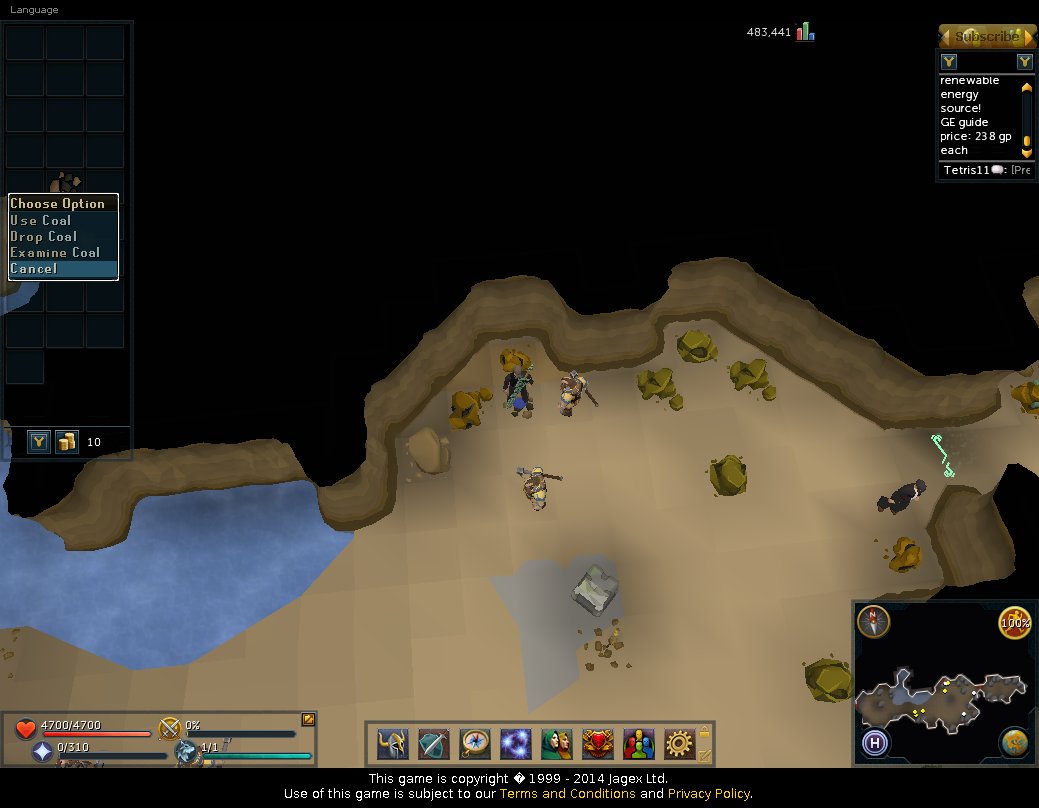 Language
483,441
Subscribe
renewable
energy
source!
GE guide
price: 238 gp
each
Tetris11: [Pre
Choose Option
Use Coal
Drop Coal
Examine Coal
Cancel
10
N
100%
H
4700/4700
0%
0/310
1/1
This game is copyright � 1999 - 2014 Jagex Ltd.
Use of this game is subject to our Terms and Conditions and Privacy Policy.